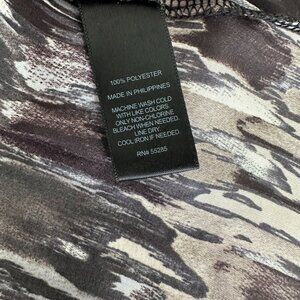 100% POLYESTER
MADE IN PHILIPPINES
MACHINE WASH COLD
WITH LIKE COLORS.
ONLY NON-CHLORINE
BLEACH WHEN NEEDED.
LINE DRY.
COOL IRON IF NEEDED.
RN# 55285